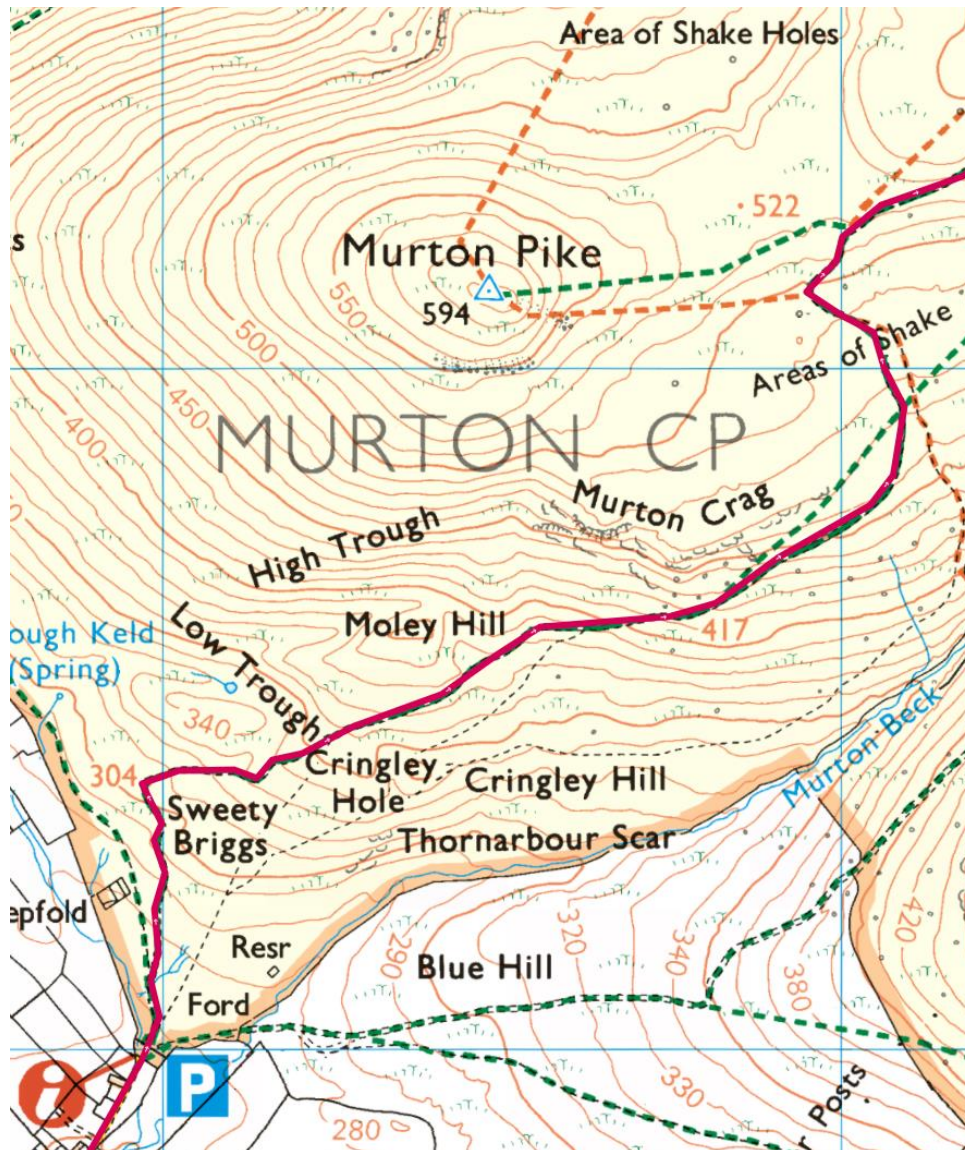 Area of Shake Holes
522
s
Murton Pike
594
550
500
Areas of Shake
450
400
MURTON CP
Murton Crag
High Trough
Low Trough
Moley Hill
417
ough Keld
(Spring)
340
304
Cringley
Hole
Cringley Hill
Murton Beck
Sweety
Briggs
Thornarbour Scar
epfold
Resr
290
320
340
420
Blue Hill
380
Ford
i
P
330
r Posts
280